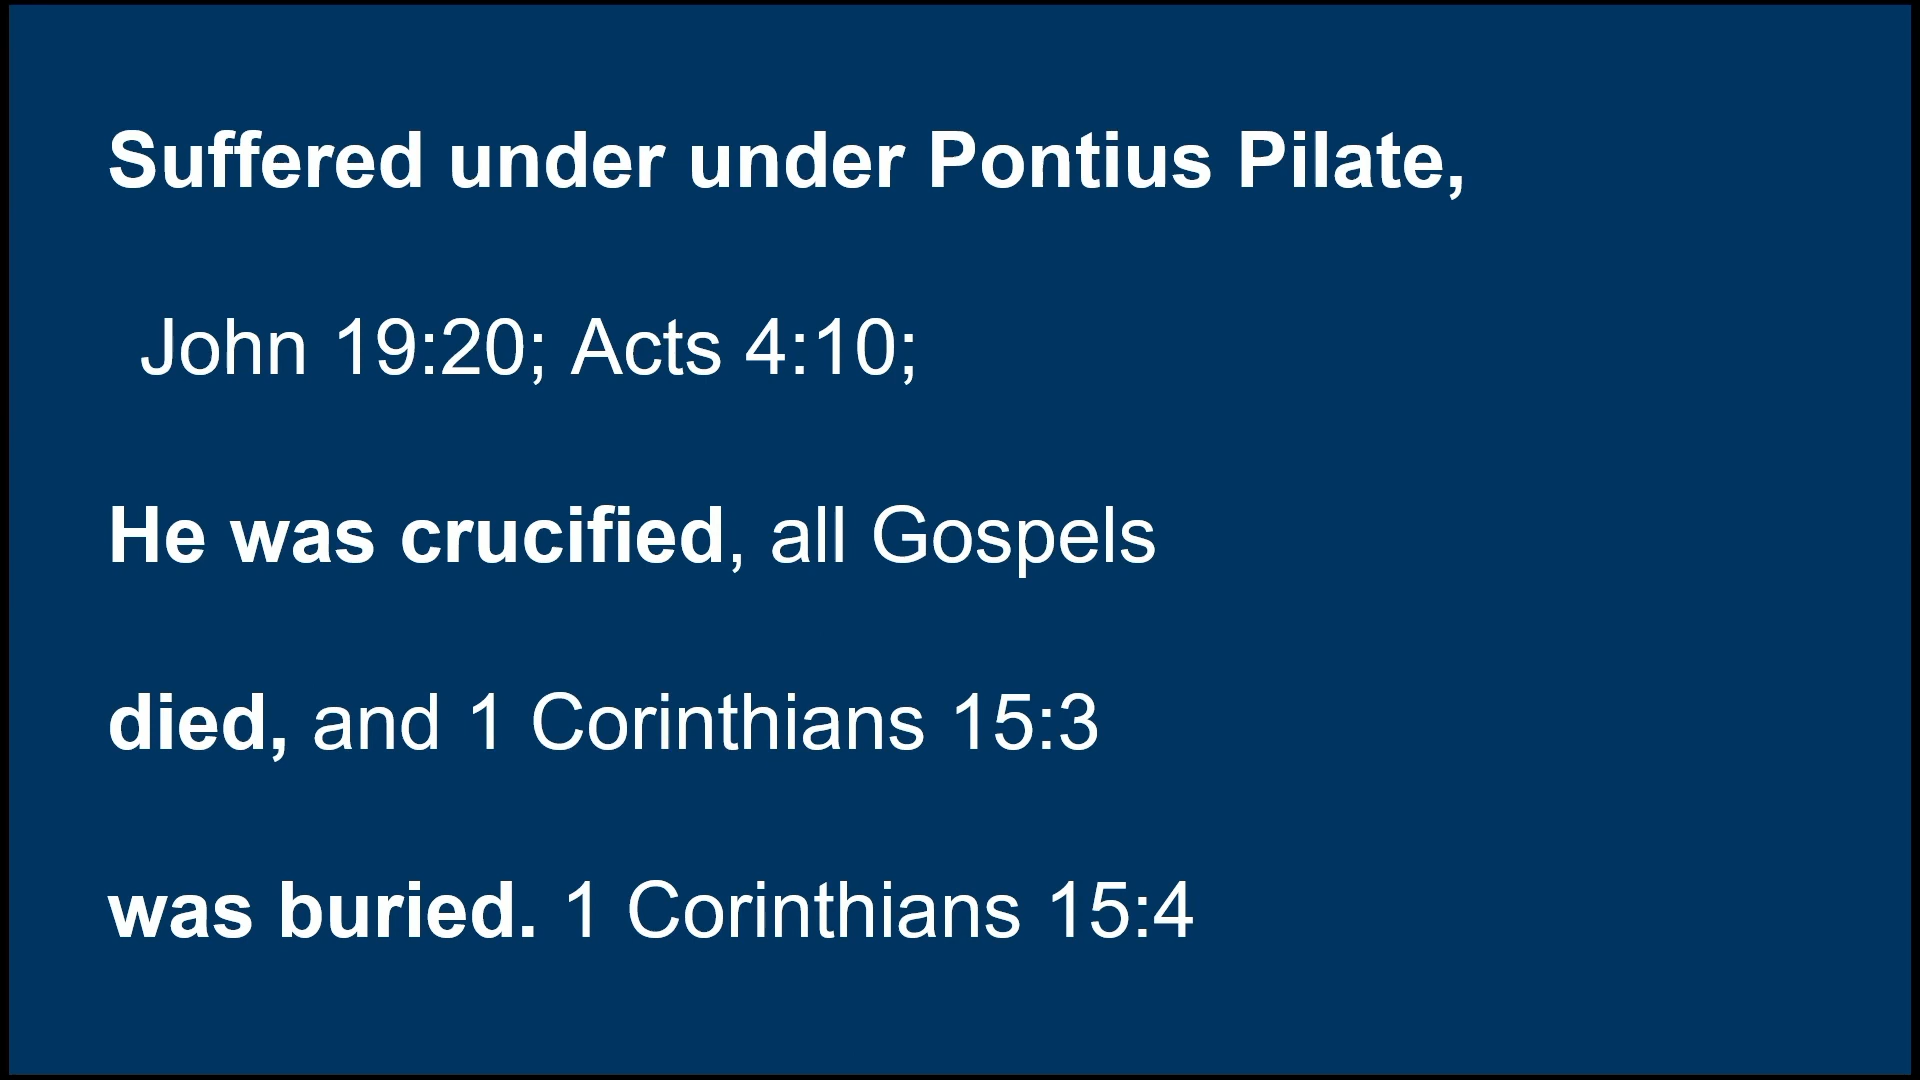 Suffered under under Pontius Pilate,
John 19:20; Acts 4:10;
He was crucified, all Gospels
died, and 1 Corinthians 15:3
was buried. 1 Corinthians 15:4